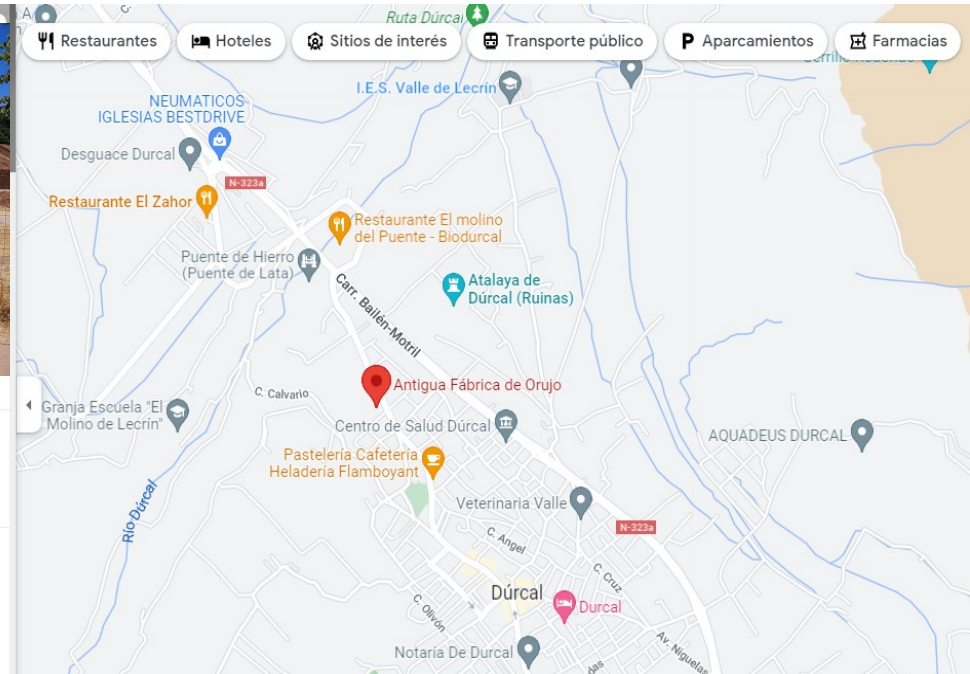 Ruta Dúrcal
Restaurantes
Hoteles
Sitios de interés
Transporte público
Aparcamientos
Farmacias
I.E.S. Valle de Lecrín
NEUMATICOS
IGLESIAS BESTDRIVE
Desguace Durcal
N-323a
Restaurante El Zahor
Restaurante El molino
del Puente - Biodurcal
Puente de Hierro
(Puente de Lata)
Atalaya de
Dúrcal (Ruinas)
Carr. Bailén-Motril
Antigua Fábrica de Orujo
C. Calvario
Granja Escuela "El
Molino de Lecrín"
Centro de Salud Dúrcal
AQUADEUS DURCAL
Pastelería Cafetería
Heladería Flamboyant
Río Dúrcal
Veterinaria Valle
N-323a
C. Angel
C. Cruz
Dúrcal
Durcal
C. Olivón
Notaría De Durcal
Av. Niguelas